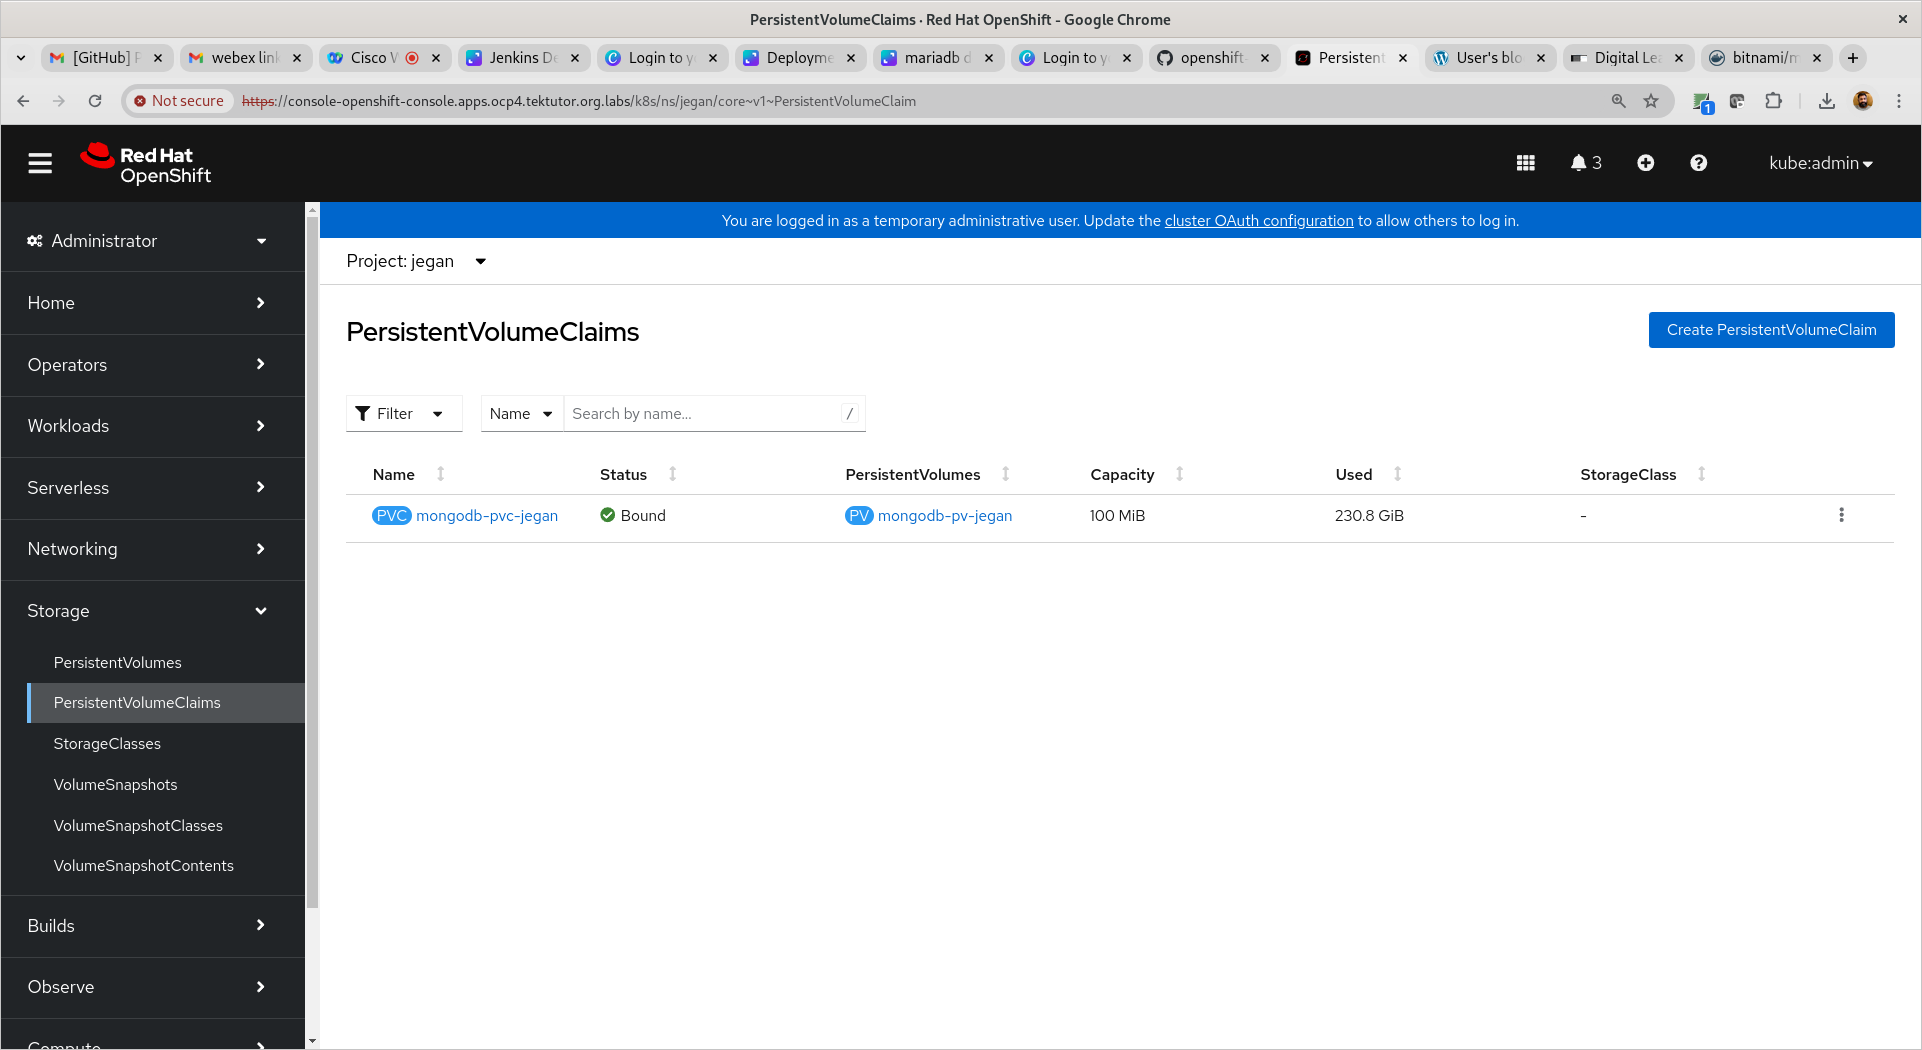 PersistentVolumeClaims · Red Hat OpenShift - Google Chrome
[GitHub] P
webex lin
Cisco W
Jenkins De
Login to y
Deployme
mariadb d
Login to y
openshift-
Persistent
User's blo
Digital Le
bitnami/m
Not secure
https://console-openshift-console.apps.ocp4.tektutor.org.labs/k8s/ns/jegan/core~v1~PersistentVolumeClaim
1
Red Hat
OpenShift
3
kube:admin
You are logged in as a temporary administrative user. Update the cluster OAuth configuration to allow others to log in.
Administrator
Home
Operators
Workloads
Serverless
Networking
Storage
PersistentVolumes
PersistentVolumeClaims
StorageClasses
VolumeSnapshots
VolumeSnapshotClasses
VolumeSnapshotContents
Builds
Observe
Compute
Project: jegan
PersistentVolumeClaims
Create PersistentVolumeClaim
Filter
Name
Search by name...
/
Name Status PersistentVolumes Capacity Used StorageClass
PVC mongodb-pvc-jegan Bound PV mongodb-pv-jegan 100 MiB 230.8 GiB -